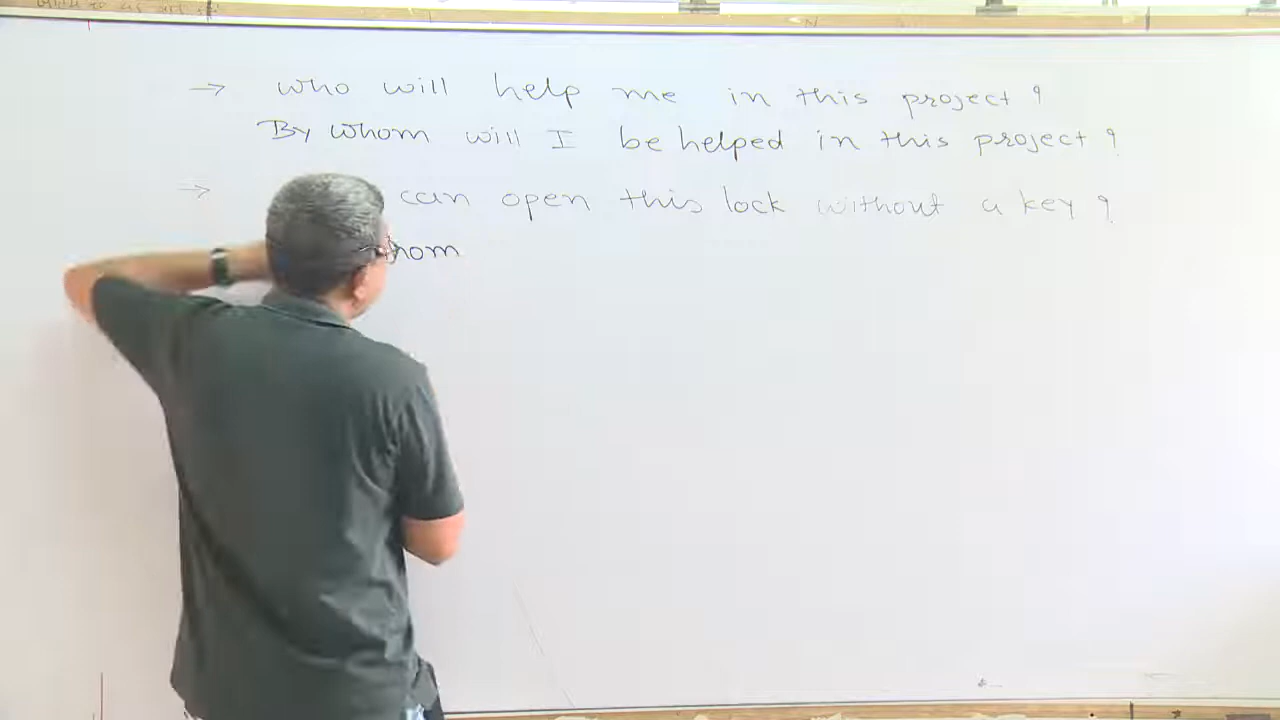 → who will help me in this project ?
By whom will I be helped in this project ?
→ can open this lock without a key ?
hom